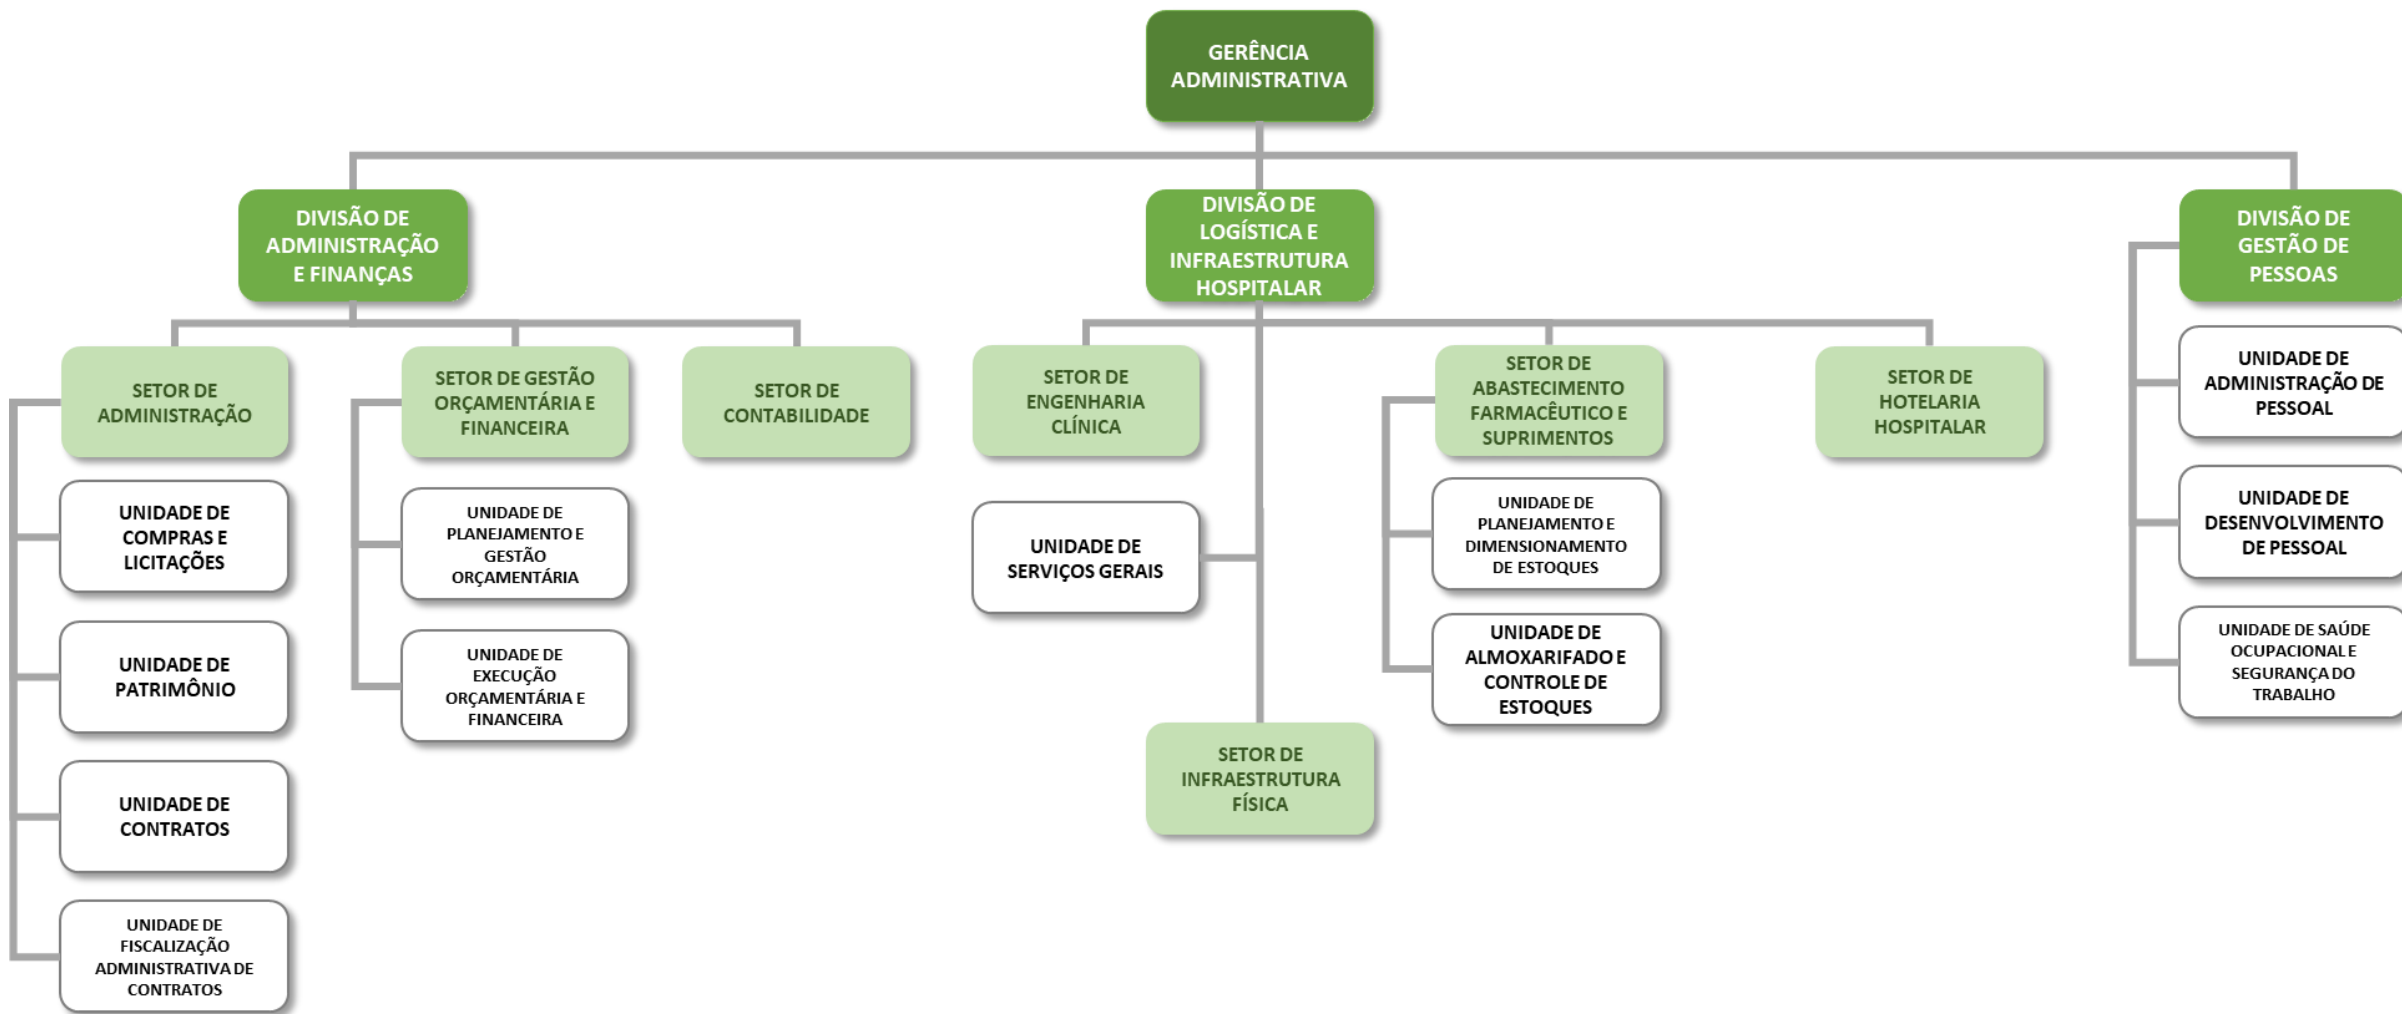 GERÊNCIA
ADMINISTRATIVA
DIVISÃO DE
ADMINISTRAÇÃO
E FINANÇAS
DIVISÃO DE
LOGÍSTICA E
INFRAESTRUTURA
HOSPITALAR
DIVISÃO DE
GESTÃO DE
PESSOAS
SETOR DE
ADMINISTRAÇÃO
SETOR DE GESTÃO
ORÇAMENTÁRIA E
FINANCEIRA
SETOR DE
CONTABILIDADE
SETOR DE
ENGENHARIA
CLÍNICA
SETOR DE
ABASTECIMENTO
FARMACÊUTICO E
SUPRIMENTOS
SETOR DE
HOTELARIA
HOSPITALAR
UNIDADE DE
ADMINISTRAÇÃO DE
PESSOAL
UNIDADE DE
COMPRAS E
LICITAÇÕES
UNIDADE DE
PLANEJAMENTO E
GESTÃO
ORÇAMENTÁRIA
UNIDADE DE
SERVIÇOS GERAIS
UNIDADE DE
PLANEJAMENTO E
DIMENSIONAMENTO
DE ESTOQUES
UNIDADE DE
DESENVOLVIMENTO
DE PESSOAL
UNIDADE DE
PATRIMÔNIO
UNIDADE DE
EXECUÇÃO
ORÇAMENTÁRIA E
FINANCEIRA
UNIDADE DE
ALMOXARIFADO E
CONTROLE DE
ESTOQUES
UNIDADE DE SAÚDE
OCUPACIONAL E
SEGURANÇA DO
TRABALHO
SETOR DE
INFRAESTRUTURA
FÍSICA
UNIDADE DE
CONTRATOS
UNIDADE DE
FISCALIZAÇÃO
ADMINISTRATIVA DE
CONTRATOS